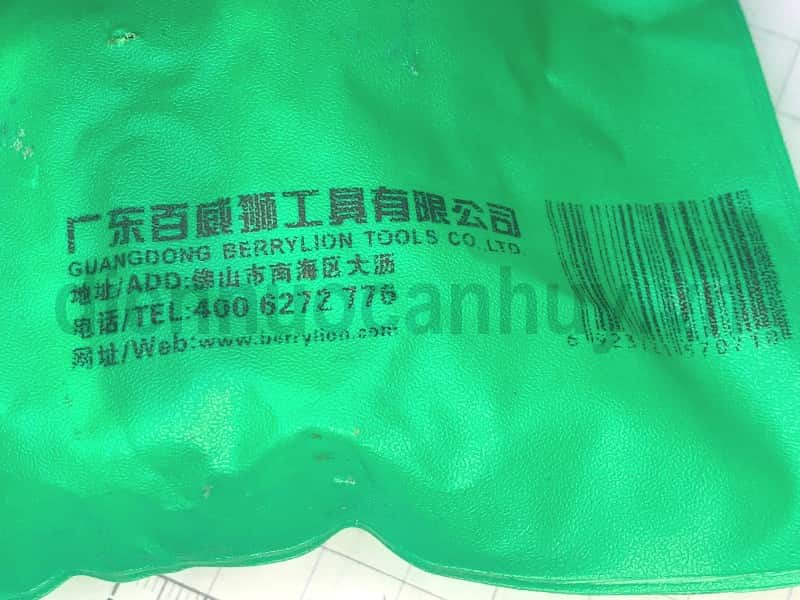 广东百威狮工具有限公司
GUANGDONG BERRYLION TOOLS CO.,LTD.
地址/ADD:佛山市南海区大沥
电话/TEL:400 6272 776
网址/Web:www.berrylion.com